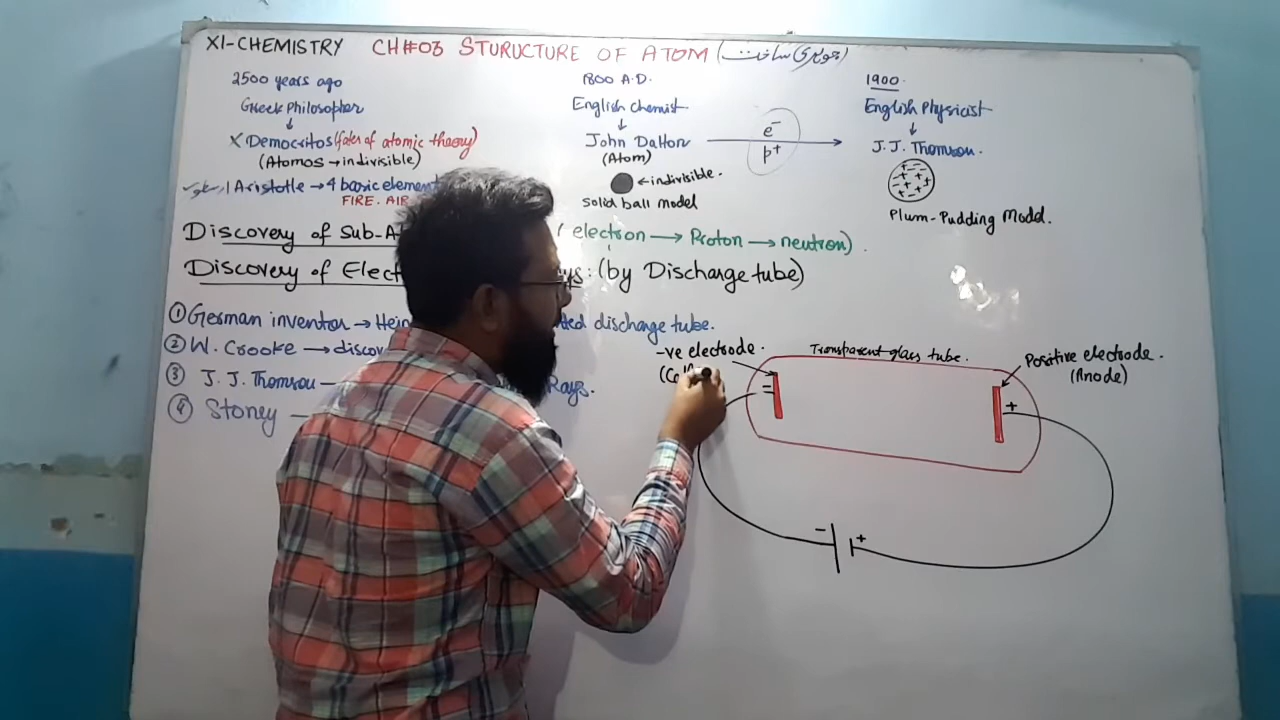 XI-CHEMISTRY CH#03 STURUCTURE OF ATOM (جوہری ساخت)
2500 years ago
Greek Philosopher
↓
X Democritos (father of atomic theory)
(Atomos → indivisible)
Aristotle → 4 basic element
FIRE. AIR
1800 A.D.
English chemist
↓
John Dalton
(Atom)
← indivisible.
Solid ball model
e⁻
p⁺
1900.
English Physicist
↓
J.J. Thomson.
Plum-Pudding Model.
Discovery of Sub-A (electron → Proton → neutron).
Discovery of Elect : (by Discharge tube)
① German inventor → Hein discharge tube.
② W. Crooke → discov
③ J.J. Thomson — Rays.
④ Stoney —
-ve electrode.
Transparent glass tube.
Positive electrode.
(Anode)
=
+
-
+